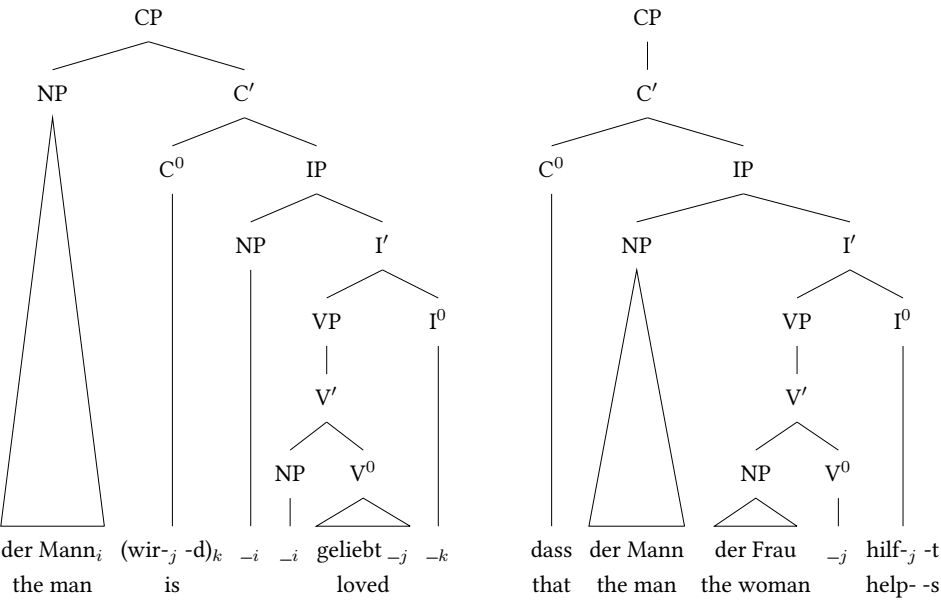 CP CP
NP C′ C′
C⁰ IP C⁰ IP
NP I′ NP I′
VP I⁰ VP I⁰
V′ V′
NP V⁰ NP V⁰
der Mannᵢ (wir-ⱼ -d)ₖ _ᵢ _ᵢ geliebt _ⱼ _ₖ dass der Mann der Frau _ⱼ hilf-ⱼ -t
the man is loved that the man the woman help- -s